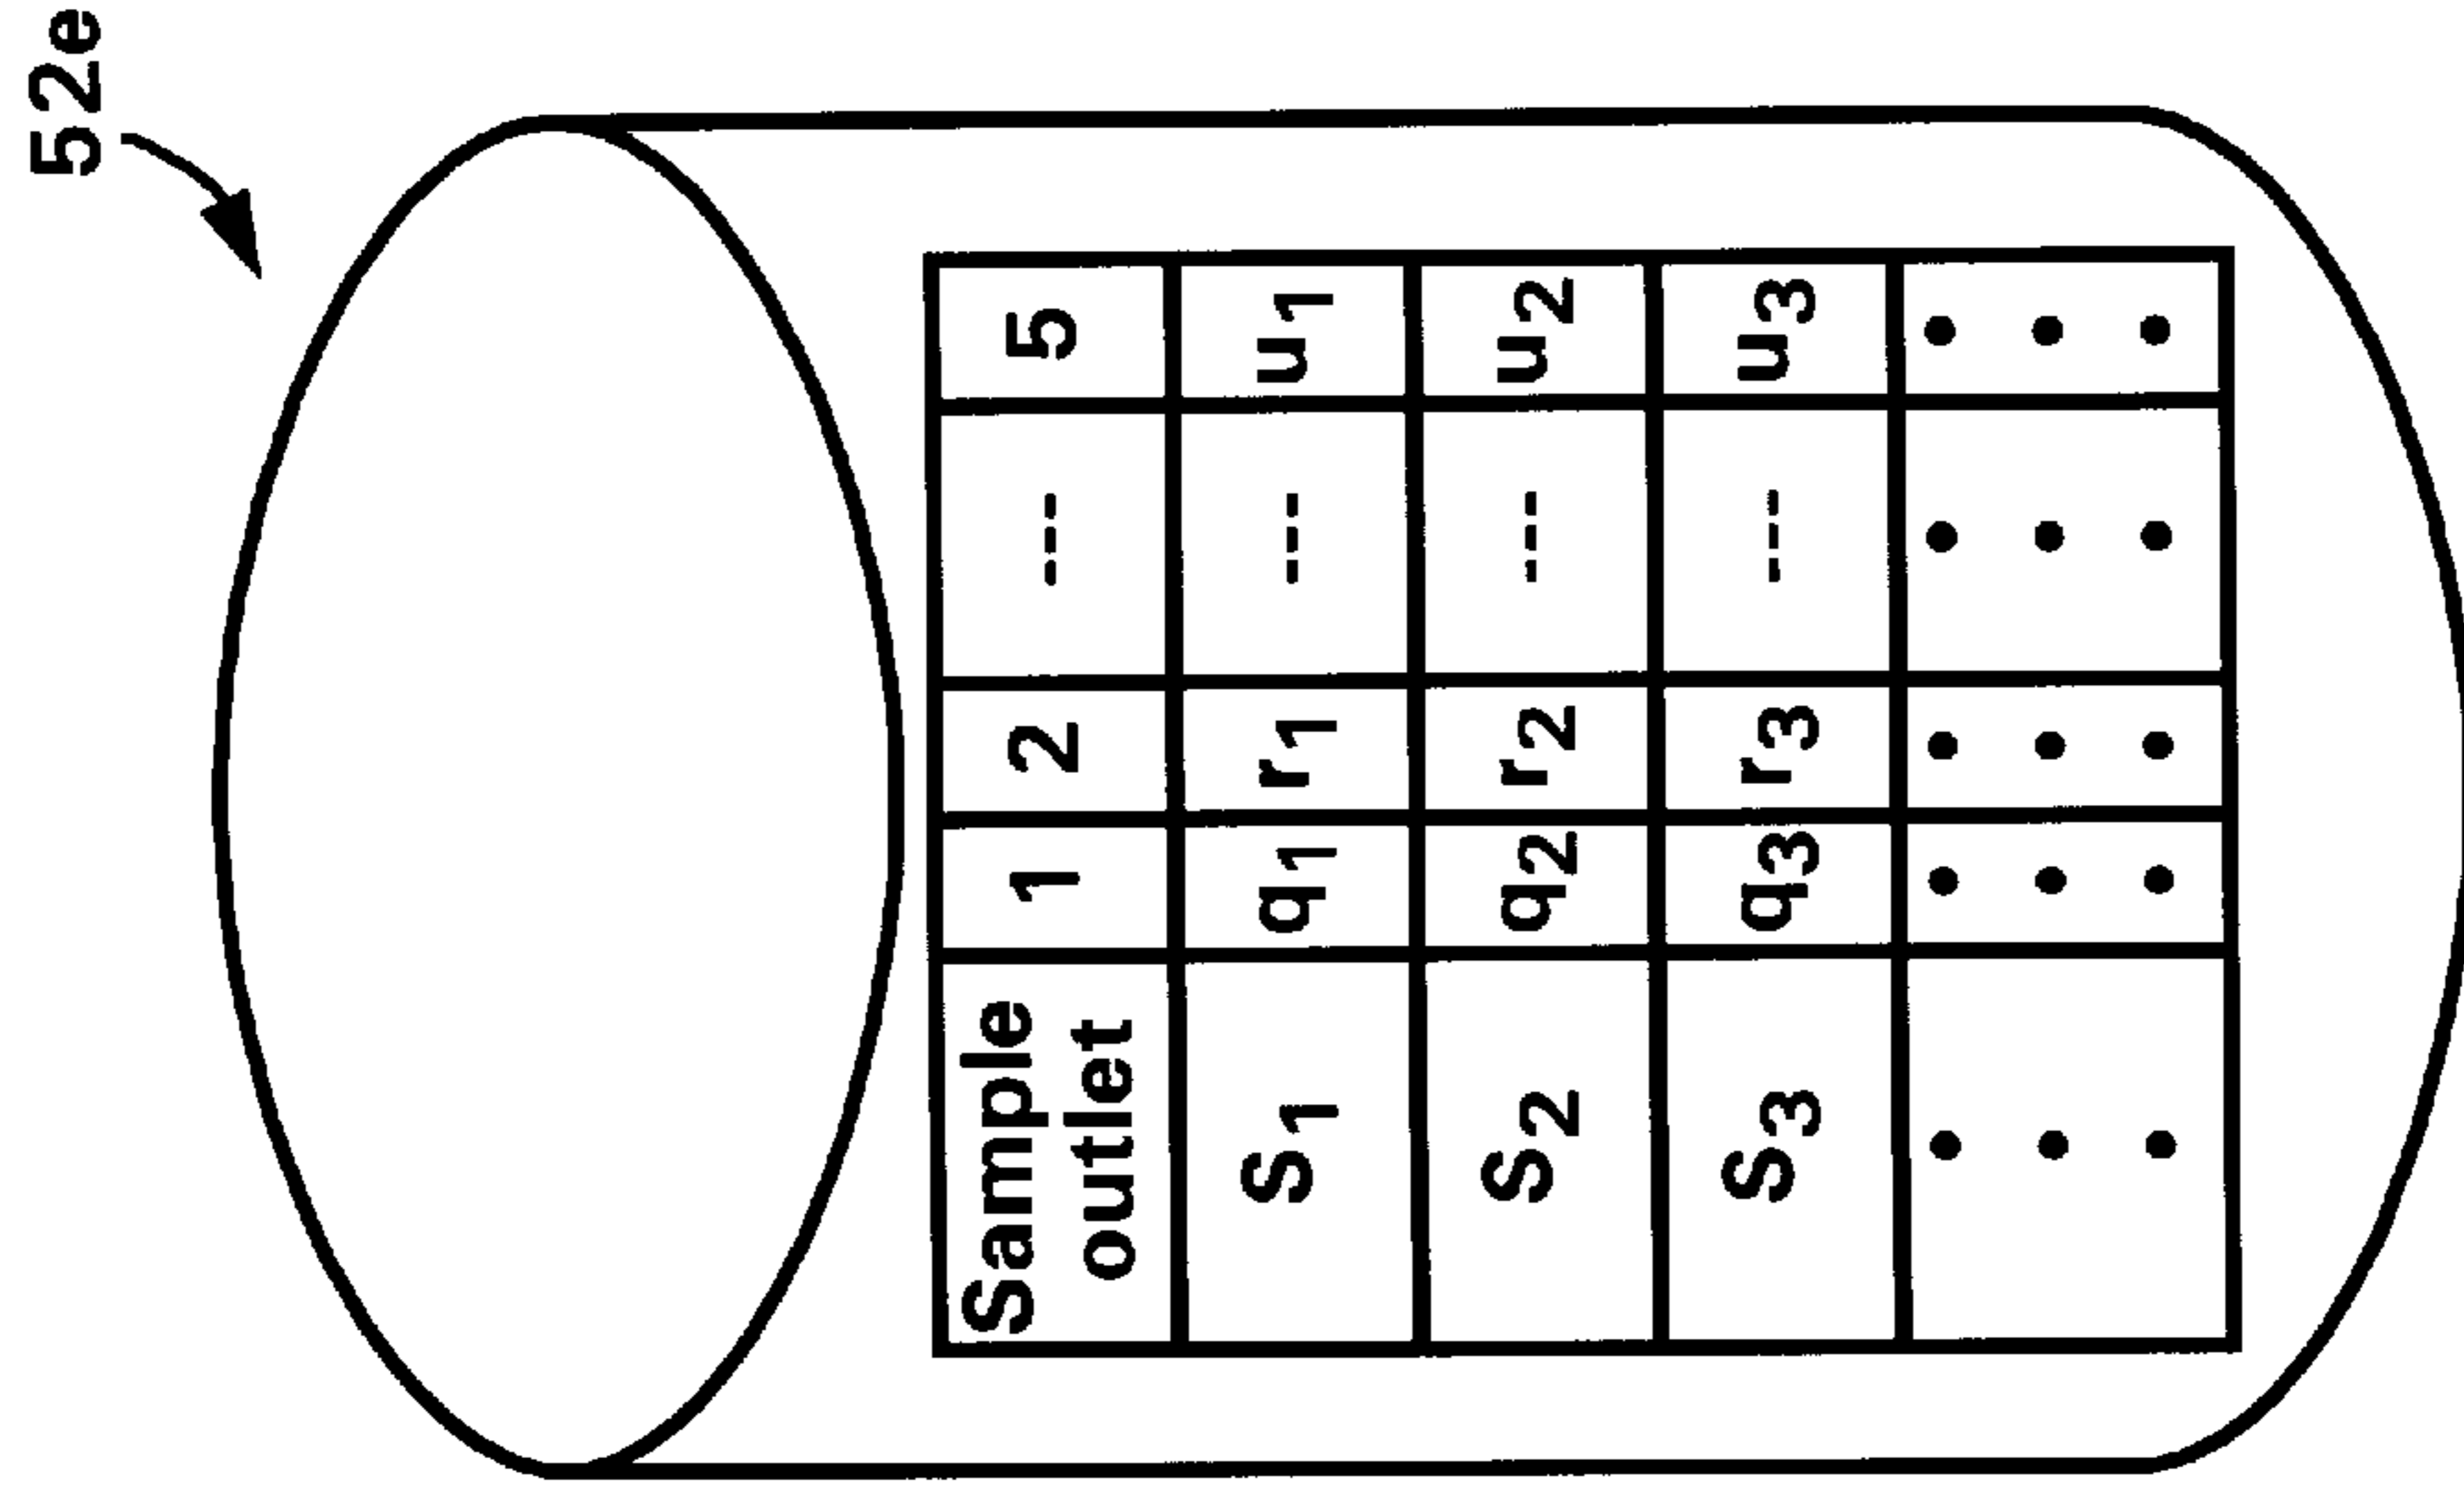 52e
Sample outlet 1 2 --- 5
S1 q1 r1 --- u1
S2 q2 r2 --- u2
S3 q3 r3 --- u3